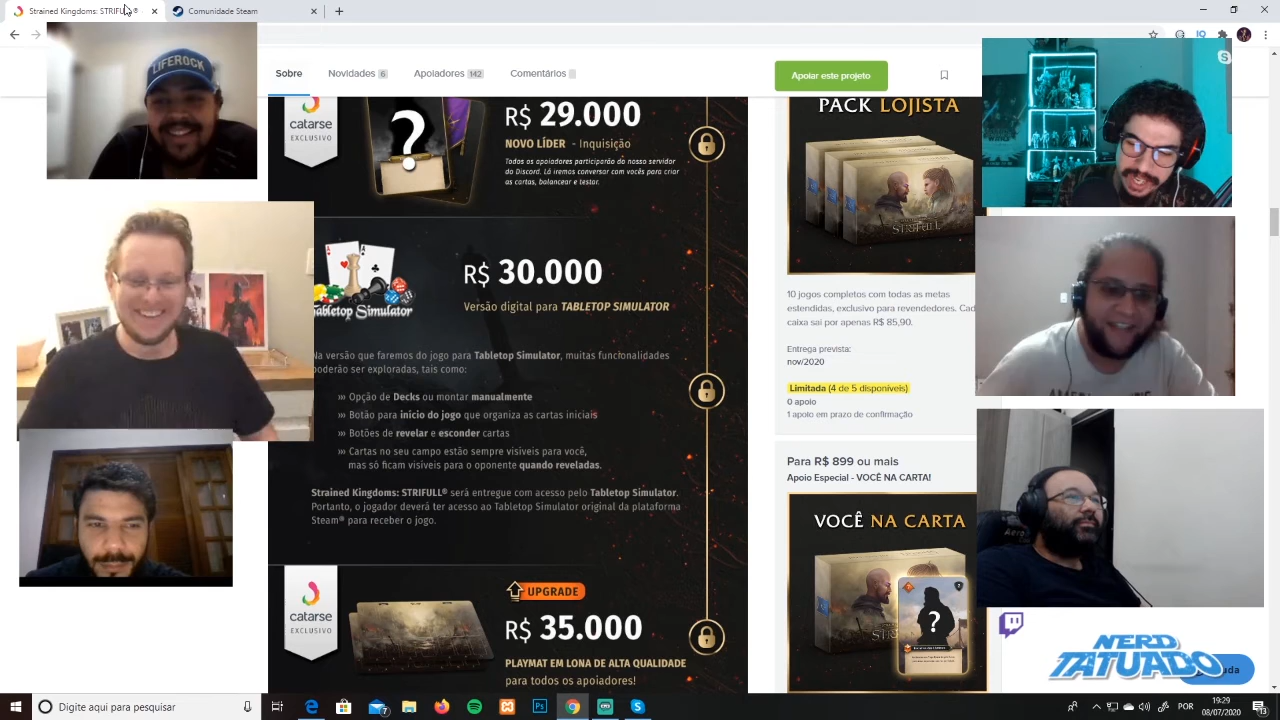 Strained Kingdoms: STRIFULL
Comunidade Steam
Sobre
Novidades 6
Apoiadores 142
Comentários
Apoiar este projeto
LIFEROCK
catarse
EXCLUSIVO
?
R$ 29.000
NOVO LÍDER - Inquisição
Todos os apoiadores participarão do nosso servidor
do Discord. Lá iremos conversar com vocês para criar
as cartas, balancear e testar.
Tabletop Simulator
R$ 30.000
Versão digital para TABLETOP SIMULATOR
Na versão que faremos do jogo para Tabletop Simulator, muitas funcionalidades
poderão ser exploradas, tais como:
››› Opção de Decks ou montar manualmente
››› Botão para início do jogo que organiza as cartas iniciais
››› Botões de revelar e esconder cartas
››› Cartas no seu campo estão sempre visíveis para você,
mas só ficam visíveis para o oponente quando reveladas.
Strained Kingdoms: STRIFULL® será entregue com acesso pelo Tabletop Simulator.
Portanto, o jogador deverá ter acesso ao Tabletop Simulator original da plataforma
Steam® para receber o jogo.
catarse
EXCLUSIVO
UPGRADE
R$ 35.000
PLAYMAT EM LONA DE ALTA QUALIDADE
para todos os apoiadores!
PACK LOJISTA
STRIFULL
10 jogos completos com todas as metas
estendidas, exclusivo para revendedores. Cad
caixa sai por apenas R$ 85,90.
Entrega prevista:
nov/2020
Limitada (4 de 5 disponíveis)
0 apoio
1 apoio em prazo de confirmação
Para R$ 899 ou mais
Apoio Especial - VOCÊ NA CARTA!
VOCÊ NA CARTA
?
NERD
TATUADO
uda
Digite aqui para pesquisar
POR
19:29
08/07/2020